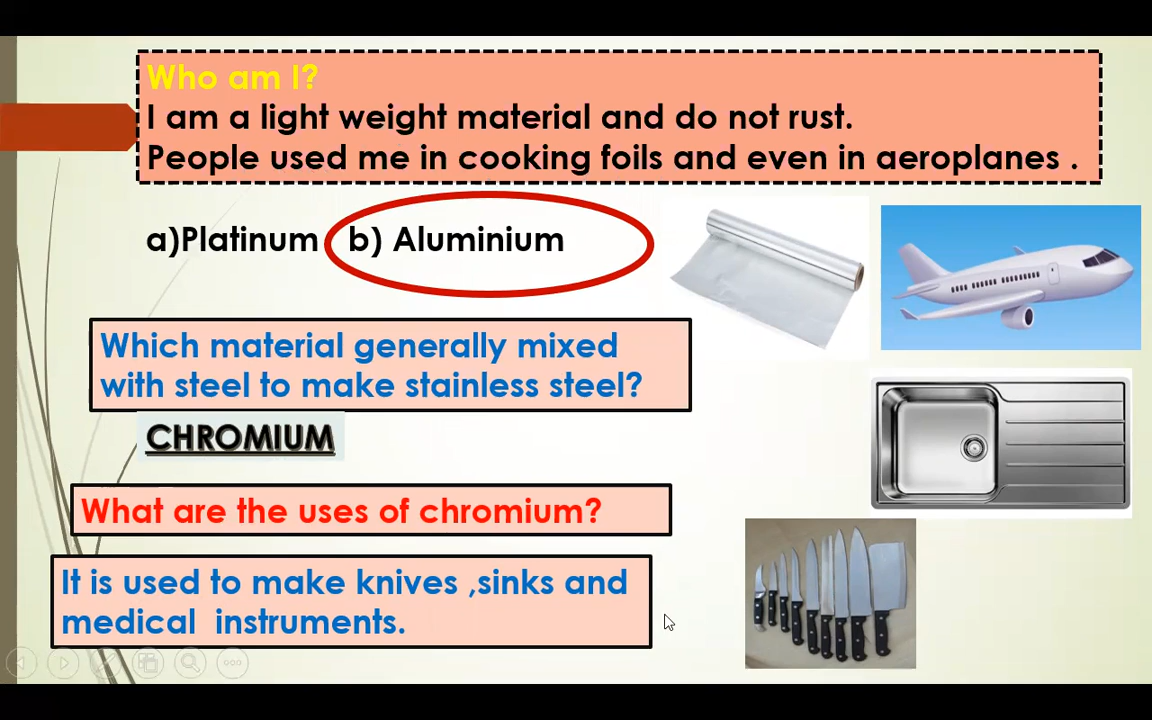 Who am I?
I am a light weight material and do not rust.
People used me in cooking foils and even in aeroplanes .
a)Platinum b) Aluminium
Which material generally mixed
with steel to make stainless steel?
CHROMIUM
What are the uses of chromium?
It is used to make knives ,sinks and
medical instruments.